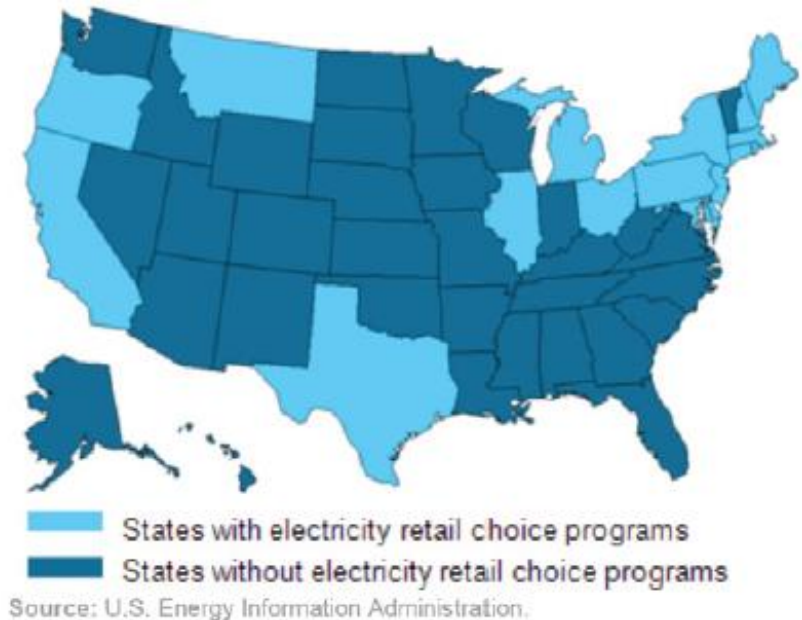 States with electricity retail choice programs
States without electricity retail choice programs
Source: U.S. Energy Information Administration.